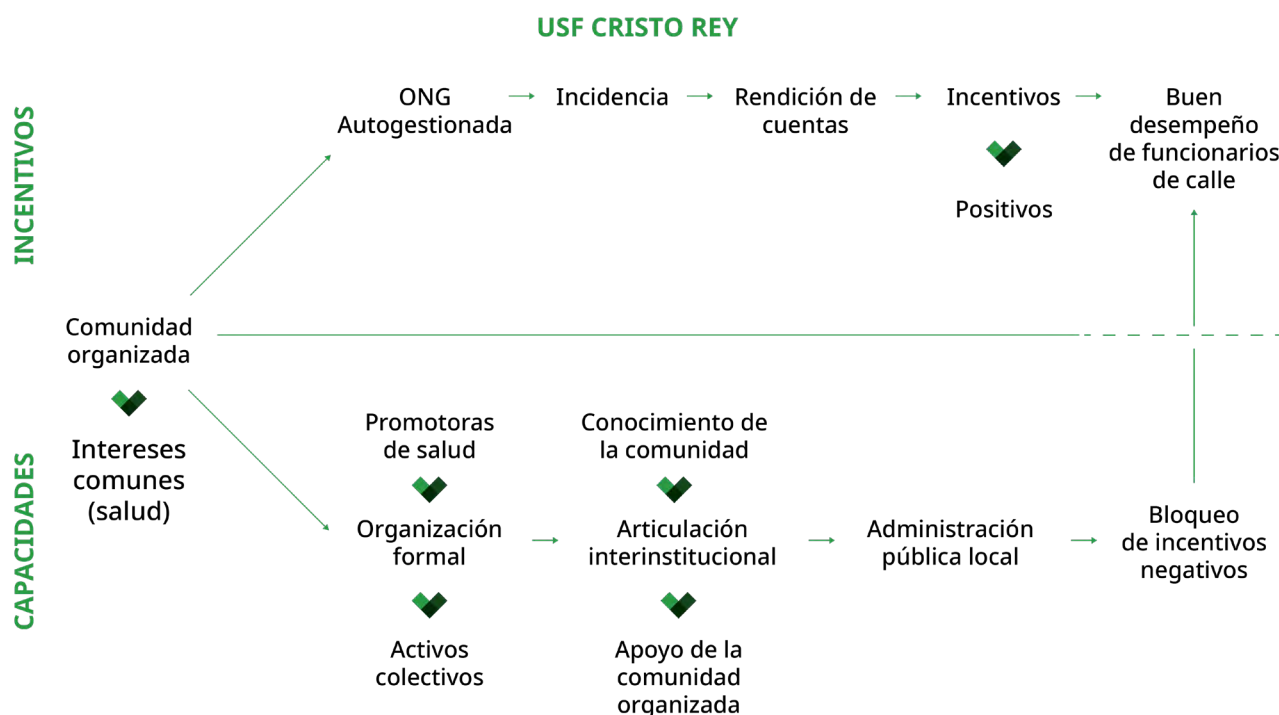 USF CRISTO REY
INCENTIVOS
ONG
Autogestionada
Incidencia
Rendición de
cuentas
Incentivos
Positivos
Buen
desempeño
de funcionarios
de calle
Comunidad
organizada
Intereses
comunes
(salud)
CAPACIDADES
Promotoras
de salud
Organización
formal
Activos
colectivos
Conocimiento de
la comunidad
Articulación
interinstitucional
Apoyo de la
comunidad
organizada
Administración
pública local
Bloqueo
de incentivos
negativos